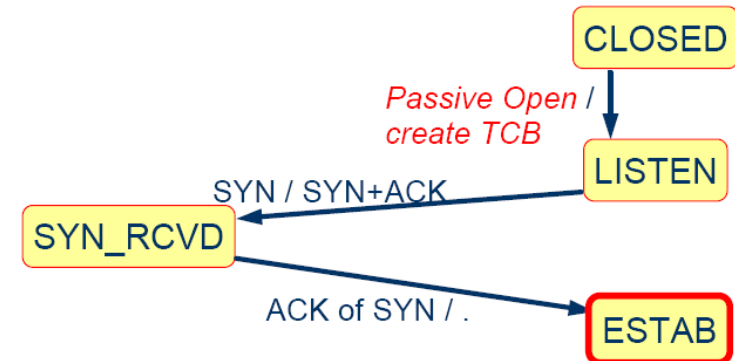 CLOSED
Passive Open /
create TCB
LISTEN
SYN / SYN+ACK
SYN_RCVD
ACK of SYN / .
ESTAB